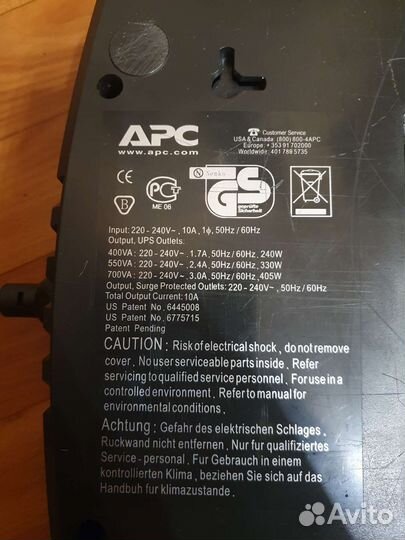 APC
www.apc.com
Customer Service
USA & Canada: (800) 800-4APC
Europe: +353 91 702000
Worldwide: 401 789 5735
CE
B
PCT
ME 06
N Semko
GS
geprüfte
Sicherheit
Input: 220 - 240V~ , 10A, 1ϕ, 50Hz / 60Hz
Output, UPS Outlets:
400VA: 220 - 240V~ , 1.7A, 50Hz / 60Hz, 240W
550VA: 220 - 240V~ , 2.4A, 50Hz / 60Hz, 330W
700VA: 220 - 240V~ , 3.0A, 50Hz / 60Hz, 405W
Output, Surge Protected Outlets: 220 - 240V~, 50Hz / 60Hz
Total Output Current: 10A
US Patent No. 6445008
US Patent No. 6775715
Patent Pending
CAUTION: Risk of electrical shock, do not remove
cover. No user serviceable parts inside. Refer
servicing to qualified service personnel. For use in a
controlled environment. Refer to manual for
environmental conditions.
Achtung: Gefahr des elektrischen Schlages.
Ruckwand nicht entfernen. Nur fur qualifiziertes
Service - personal. Fur Gebrauch in einem
kontrollierten Klima, beziehen Sie sich auf das
Handbuh fur klimazustande.
Avito